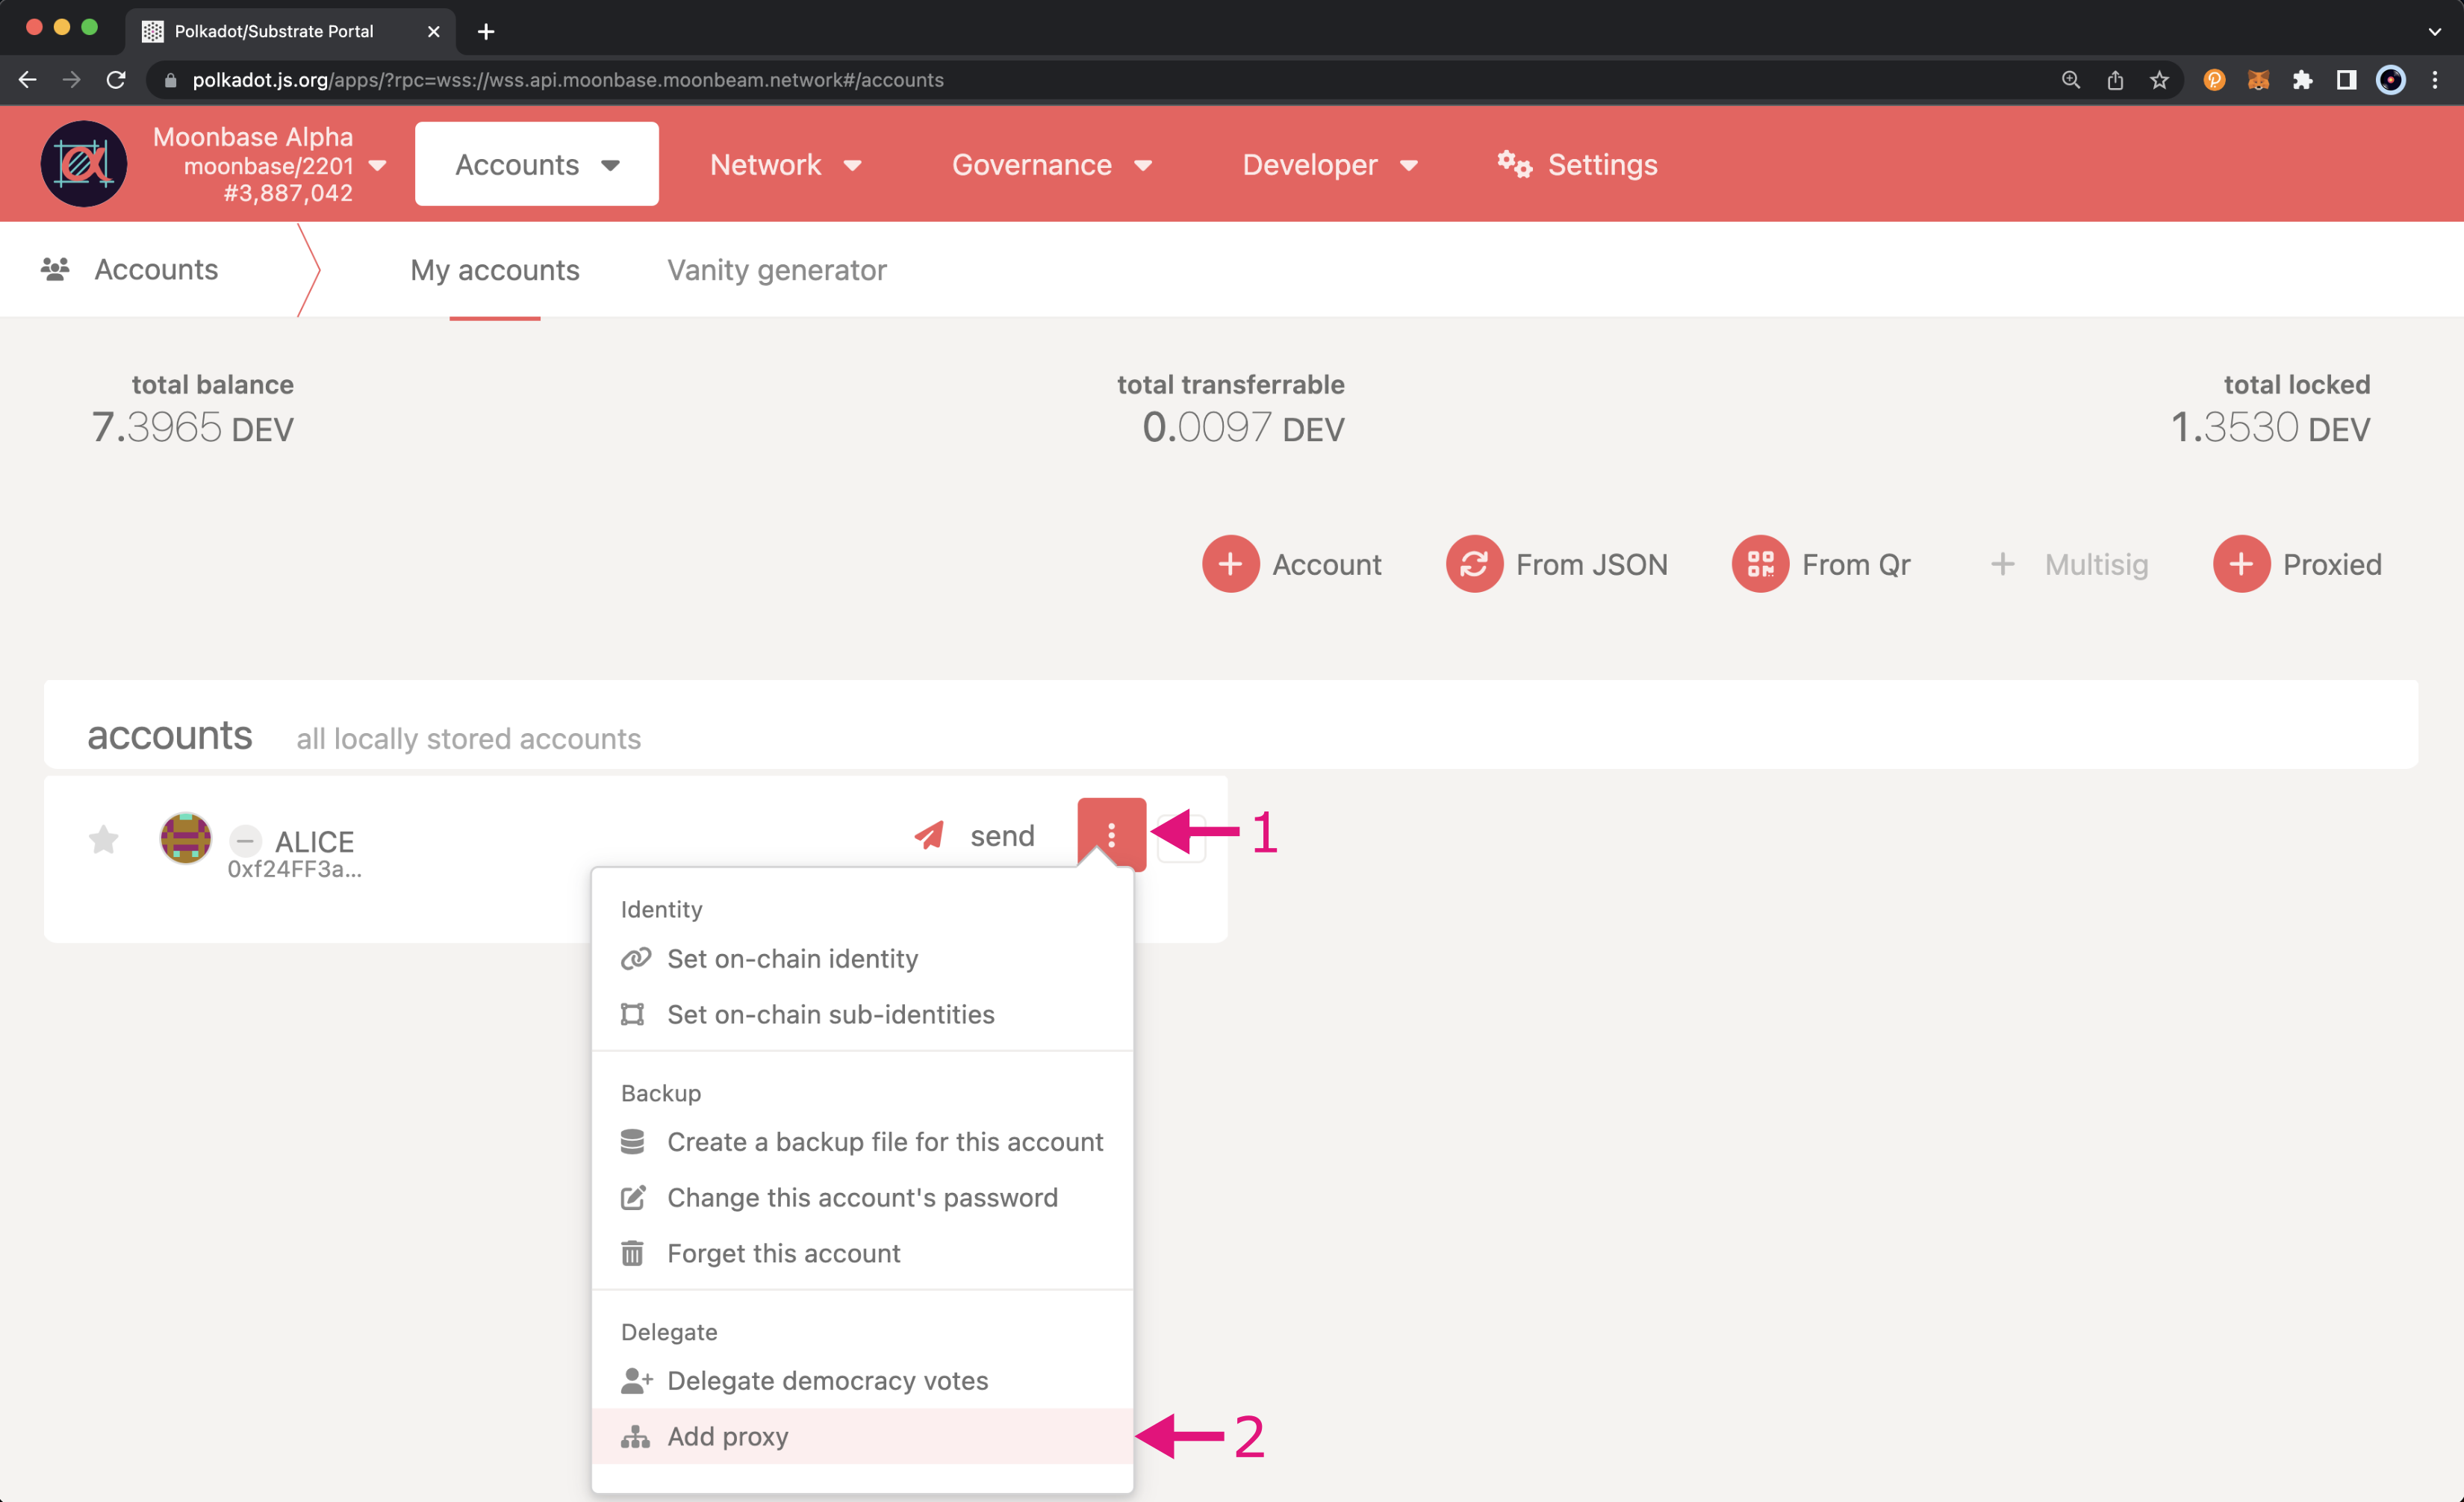 Polkadot/Substrate Portal
polkadot.js.org/apps/?rpc=wss://wss.api.moonbase.moonbeam.network#/accounts
Moonbase Alpha
moonbase/2201
#3,887,042
Accounts
Network
Governance
Developer
Settings
Accounts
My accounts
Vanity generator
total balance
7.3965 DEV
total transferrable
0.0097 DEV
total locked
1.3530 DEV
Account
From JSON
From Qr
Multisig
Proxied
accounts all locally stored accounts
ALICE
0xf24FF3a...
send
1
Identity
Set on-chain identity
Set on-chain sub-identities
Backup
Create a backup file for this account
Change this account's password
Forget this account
Delegate
Delegate democracy votes
Add proxy
2